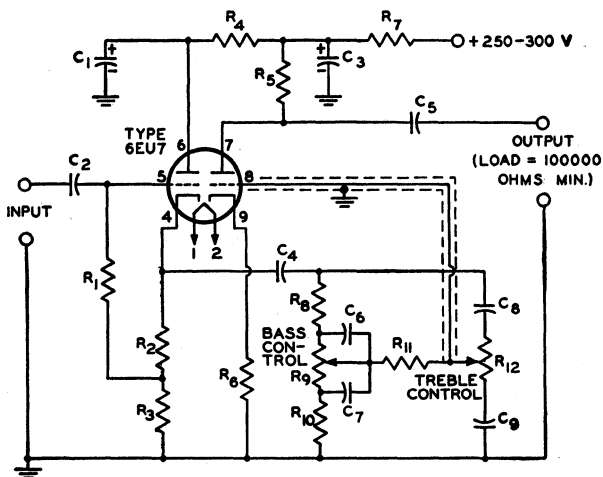 R4
R7
+250-300 V
C1
+
-
+
-
C3
R5
C5
TYPE
6EU7
6
7
OUTPUT
(LOAD = 100000
OHMS MIN.)
C2
5
8
INPUT
4
9
1
2
C4
R1
R8
C6
C8
BASS
CON-
TROL
R11
R2
R9
R12
TREBLE
CONTROL
R6
C7
R3
R10
C9